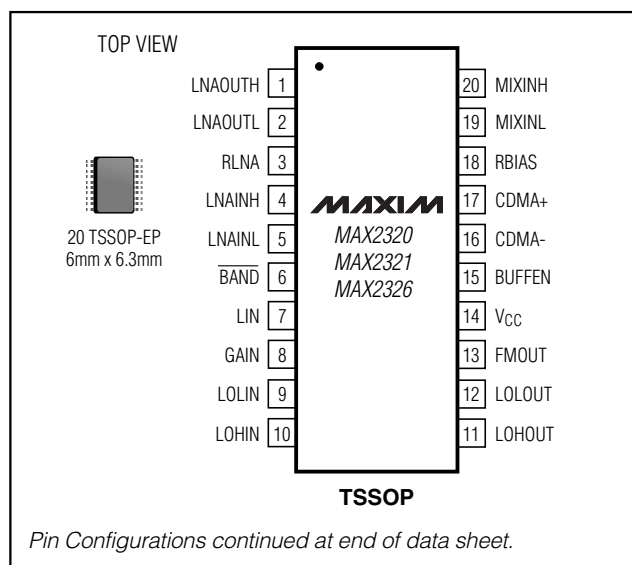 TOP VIEW
LNAOUTH 1
LNAOUTL 2
RLNA 3
LNAINH 4
LNAINL 5
BAND 6
LIN 7
GAIN 8
LOLIN 9
LOHIN 10
20 MIXINH
19 MIXINL
18 RBIAS
17 CDMA+
16 CDMA-
15 BUFFEN
14 VCC
13 FMOUT
12 LOLOUT
11 LOHOUT
MAXIM
MAX2320
MAX2321
MAX2326
20 TSSOP-EP
6mm x 6.3mm
TSSOP
Pin Configurations continued at end of data sheet.